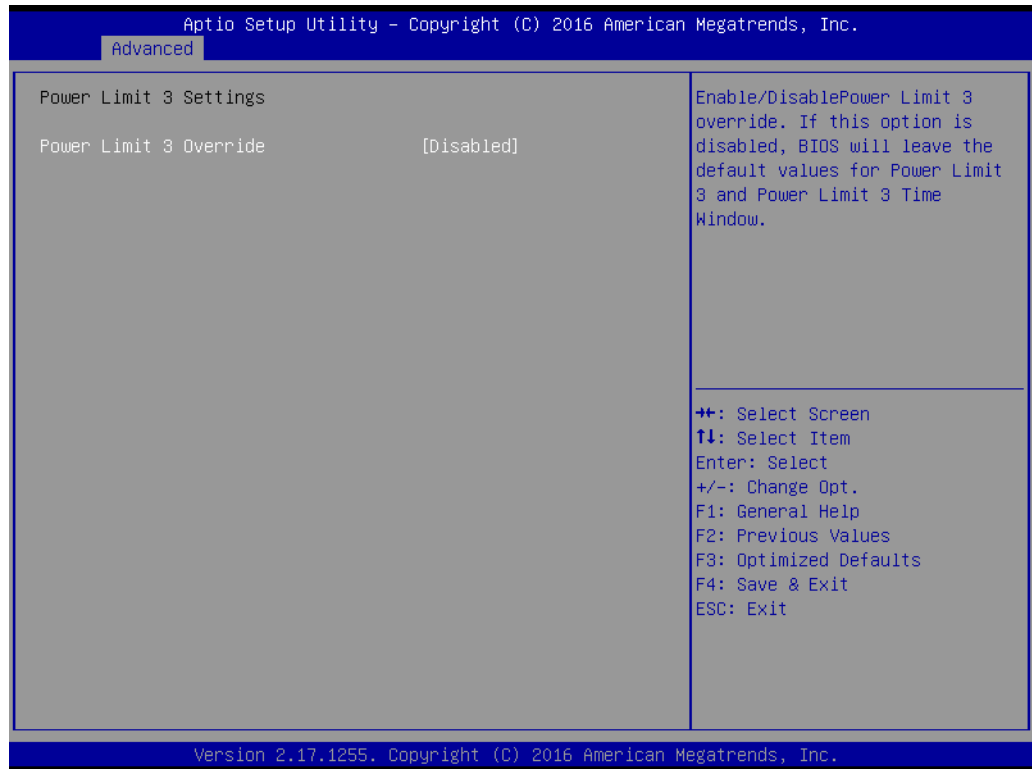 Aptio Setup Utility – Copyright (C) 2016 American Megatrends, Inc.
Advanced
Power Limit 3 Settings
Power Limit 3 Override [Disabled]
Enable/DisablePower Limit 3
override. If this option is
disabled, BIOS will leave the
default values for Power Limit
3 and Power Limit 3 Time
Window.
→←: Select Screen
↑↓: Select Item
Enter: Select
+/-: Change Opt.
F1: General Help
F2: Previous Values
F3: Optimized Defaults
F4: Save & Exit
ESC: Exit
Version 2.17.1255. Copyright (C) 2016 American Megatrends, Inc.